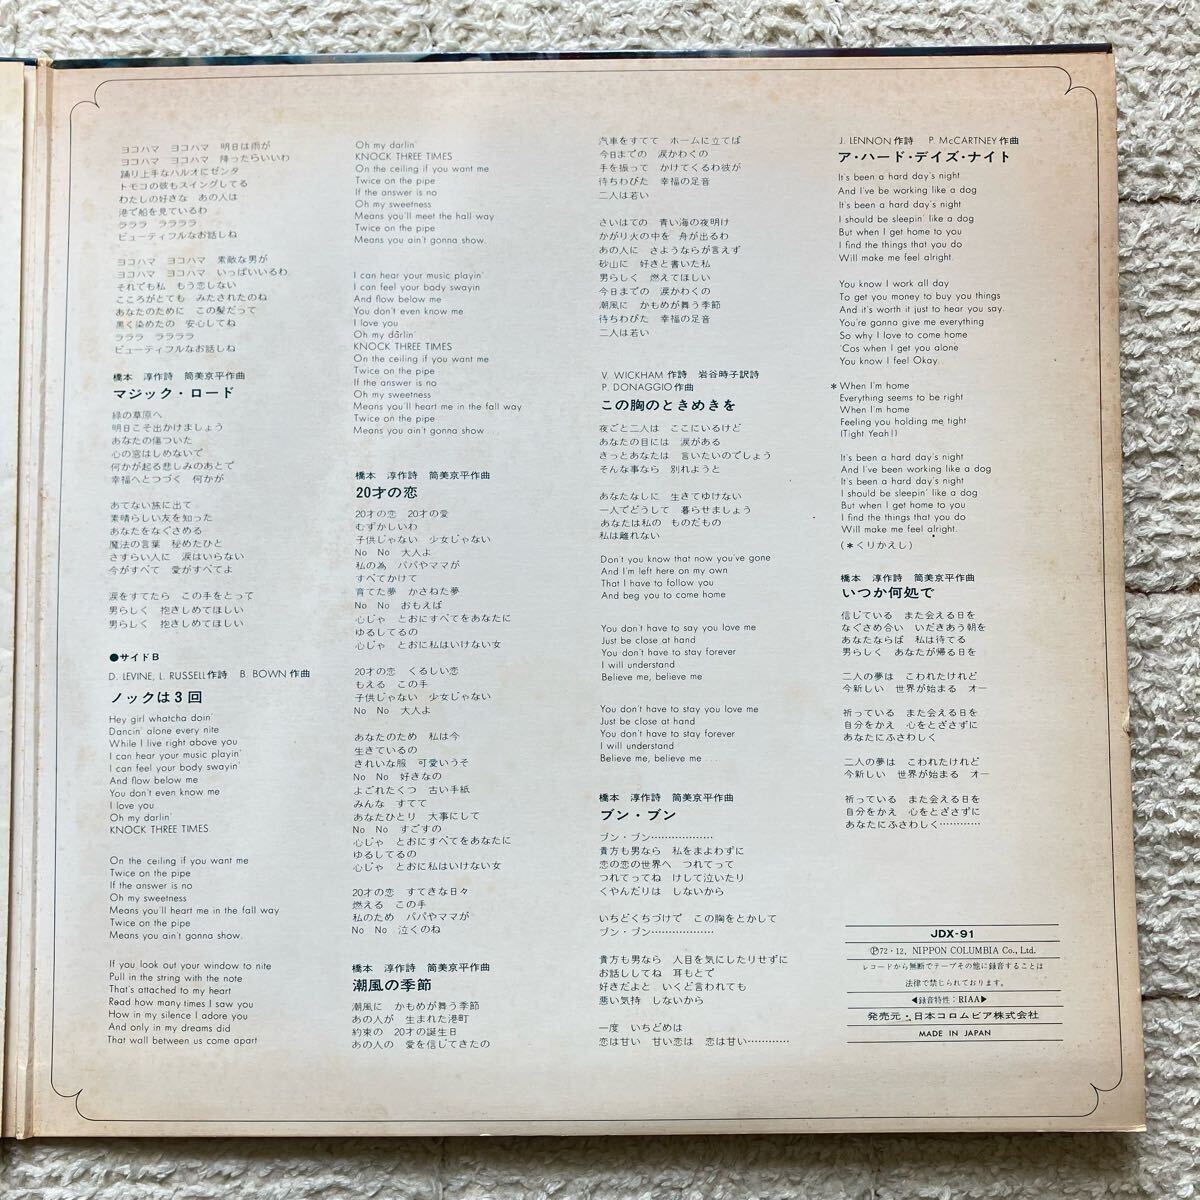 ヨコハマ ヨコハマ 明日は雨が
ヨコハマ ヨコハマ 降ったらいいわ
踊り上手なハルオにゼンタ
トモコの彼もスイングしてる
わたしの好きな あの人は
港で船を見ているわ
ラララ ララララ
ビューティフルなお話しね
ヨコハマ ヨコハマ 素敵な男が
ヨコハマ ヨコハマ いっぱいいるわ
それでも私 もう恋しない
こころがとても みたされたのね
あなたのために この髪だって
黒く染めたの 安心してね
ラララ ララララ
ビューティフルなお話しね
橋本 淳作詩 筒美京平作曲
マジック・ロード
緑の草原へ
明日こそ出かけましょう
あなたの傷ついた
心の窓はしめないで
何かが起る悲しみのあとで
幸福へとつづく 何かが
あてない旅に出て
素晴らしい友を知った
あなたをなぐさめる
魔法の言葉 秘めたひと
さすらい人に 涙はいらない
今がすべて 愛がすべてよ
涙をすてたら この手をとって
男らしく 抱きしめてほしい
男らしく 抱きしめてほしい
●サイドB
D. LEVINE, L. RUSSELL作詩 B. BOWN作曲
ノックは3回
Hey girl whatcha doin'
Dancin' alone every nite
While I live right above you
I can hear your music playin'
I can feel your body swayin'
And flow below me
You don't even know me
I love you
Oh my darlin'
KNOCK THREE TIMES
On the ceiling if you want me
Twice on the pipe
If the answer is no
Oh my sweetness
Means you'll heart me in the fall way
Twice on the pipe
Means you ain't gonna show.
If you look out your window to nite
Pull in the string with the note
That's attached to my heart
Read how many times I saw you
How in my silence I adore you
And only in my dreams did
That wall between us come apart
Oh my darlin'
KNOCK THREE TIMES
On the ceiling if you want me
Twice on the pipe
If the answer is no
Oh my sweetness
Means you'll meet the hall way
Twice on the pipe
Means you ain't gonna show.
I can hear your music playin'
I can feel your body swayin
And flow below me
You don't even know me
I love you
Oh my darlin'
KNOCK THREE TIMES
On the ceiling if you want me
Twice on the pipe
If the answer is no
Oh my sweetness
Means you'll heart me in the fall way
Twice on the pipe
Means you ain't gonna show...
橋本 淳作詩 筒美京平作曲
20才の恋
20才の恋 20才の愛
むずかしいわ
子供じゃない 少女じゃない
No No 大人よ
私の為 パパやママが
すべてかけて
育てた夢 かさねた夢
No No おもえば
心じゃ とおにすべてをあなたに
ゆるしてるの
心じゃ とおに私はいけない女
20才の恋 くるしい恋
もえる この手
子供じゃない 少女じゃない
No No 大人よ
あなたのため 私は今
生きているの
きれいな服 可愛いうそ
No No 好きなの
よごれたくつ 古い手紙
みんな すてて
あなたひとり 大事にして
No No すごすの
心じゃ とおにすべてをあなたに
ゆるしてるの
心じゃ とおに私はいけない女
20才の恋 すてきな日々
燃える この手
私のため パパやママが
No No 泣くのね
橋本 淳作詩 筒美京平作曲
潮風の季節
潮風に かもめが舞う季節
あの人が 生まれた港町
約束の 20才の誕生日
あの人の 愛を信じてきたの
汽車をすてて ホームに立てば
今日までの 涙かわくの
手を振って かけてくるわ彼が
待ちわびた 幸福の足音
二人は若い
さいはての 青い海の夜明け
かがり火の中を 舟が出るわ
あの人に さようならが言えず
砂山に 好きと書いた私
男らしく 燃えてほしい
今日までの 涙かわくの
潮風に かもめが舞う季節
待ちわびた 幸福の足音
二人は若い
V. WICKHAM作詩 岩谷時子訳詩
P. DONAGGIO作曲
この胸のときめきを
夜ごと二人は ここにいるけど
あなたの目には 涙がある
きっとあなたは 言いたいのでしょう
そんな事なら 別れようと
あなたなしに 生きてゆけない
一人でどうして 暮らせましょう
あなたは私の ものだもの
私は離れない
Don't you know that now you've gone
And I'm left here on my own
That I have to follow you
And beg you to come home
You don't have to say you love me
Just be close at hand
You don't have to stay forever
I will understand
Believe me, believe me
You don't have to stay you love me
Just be close at hand
You don't have to stay forever
I will understand
Believe me, believe me ...
橋本 淳作詩 筒美京平作曲
ブン・ブン
ブン・ブン………………
貴方も男なら 私をまよわずに
恋の恋の世界へ つれてって
つれてってね けして泣いたり
くやんだりは しないから
いちどくちづけで この胸をとかして
ブン・ブン………………
貴方も男なら 人目を気にしたりせずに
お話ししてね 耳もとで
好きだよと いくど言われても
悪い気持 しないから
一度 いちどめは
恋は甘い 甘い恋は 恋は甘い…………
J. LENNON作詩 P. McCARTNEY作曲
ア・ハード・デイズ・ナイト
It's been a hard day's night
And I've be working like a dog
It's been a hard day's night
I should be sleepin' like a dog
But when I get home to you
I find the things that you do
Will make me feel alright.
You know I work all day
To get you money to buy you things
And it's worth it just to hear you say.
You're gonna give me everything
So why I love to come home
'Cos when I get you alone
You know I feel Okay.
*When I'm home
Everything seems to be right
When I'm home
Feeling you holding me tight
(Tight Yeah!)
It's been a hard day's night
And I've been working like a dog
It's been a hard day's night
I should be sleepin' like a dog
But when I get home to you
I find the things that you do
Will make me feel alright.
(*くりかえし)
橋本 淳作詩 筒美京平作曲
いつか何処で
信じている また会える日を
なぐさめ合い いだきあう朝を
あなたならば 私は待てる
男らしく あなたが帰る日を
二人の夢は こわれたけれど
今新しい 世界が始まる オー
祈っている また会える日を
自分をかえ 心をとざさずに
あなたにふさわしく
二人の夢は こわれたけれど
今新しい 世界が始まる オー
祈っている また会える日を
自分をかえ 心をとざさずに
あなたにふさわしく…………
JDX-91
Ⓟ72・12, NIPPON COLUMBIA Co., Ltd.
レコードから無断でテープその他に録音することは
法律で禁じられております。
◀録音特性：RIAA▶
発売元・日本コロムビア株式会社
MADE IN JAPAN